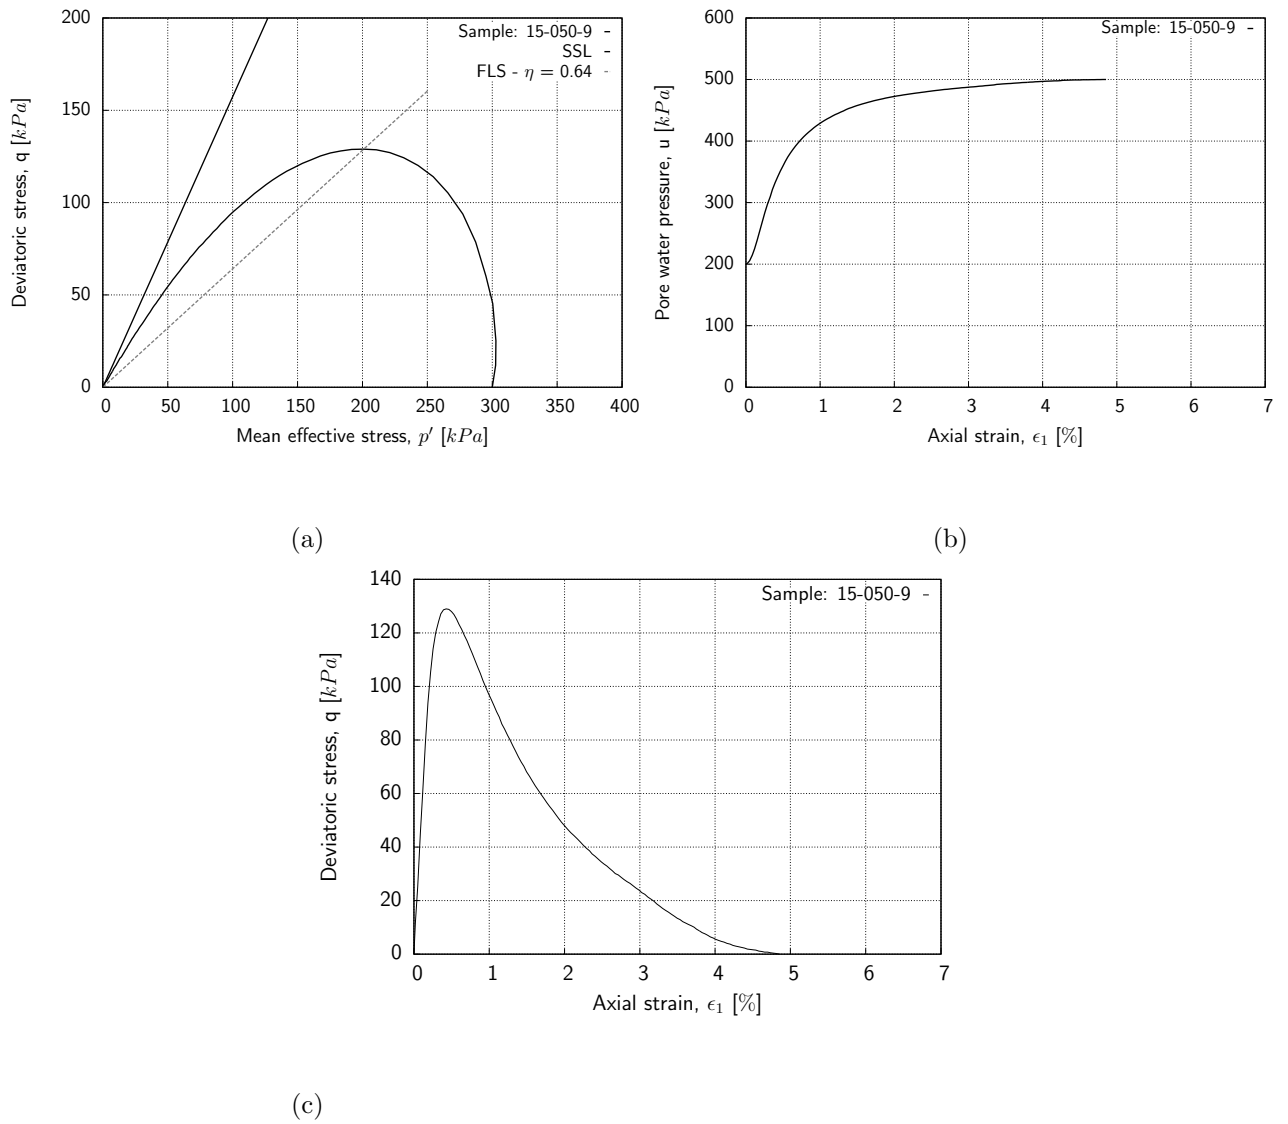 Deviatoric stress, q [kPa]
200
150
100
50
0
0 50 100 150 200 250 300 350 400
Mean effective stress, p′ [kPa]
Sample: 15-050-9
SSL
FLS - η = 0.64
(a)
Pore water pressure, u [kPa]
600
500
400
300
200
100
0
0 1 2 3 4 5 6 7
Axial strain, ϵ₁ [%]
Sample: 15-050-9
(b)
Deviatoric stress, q [kPa]
140
120
100
80
60
40
20
0
0 1 2 3 4 5 6 7
Axial strain, ϵ₁ [%]
Sample: 15-050-9
(c)